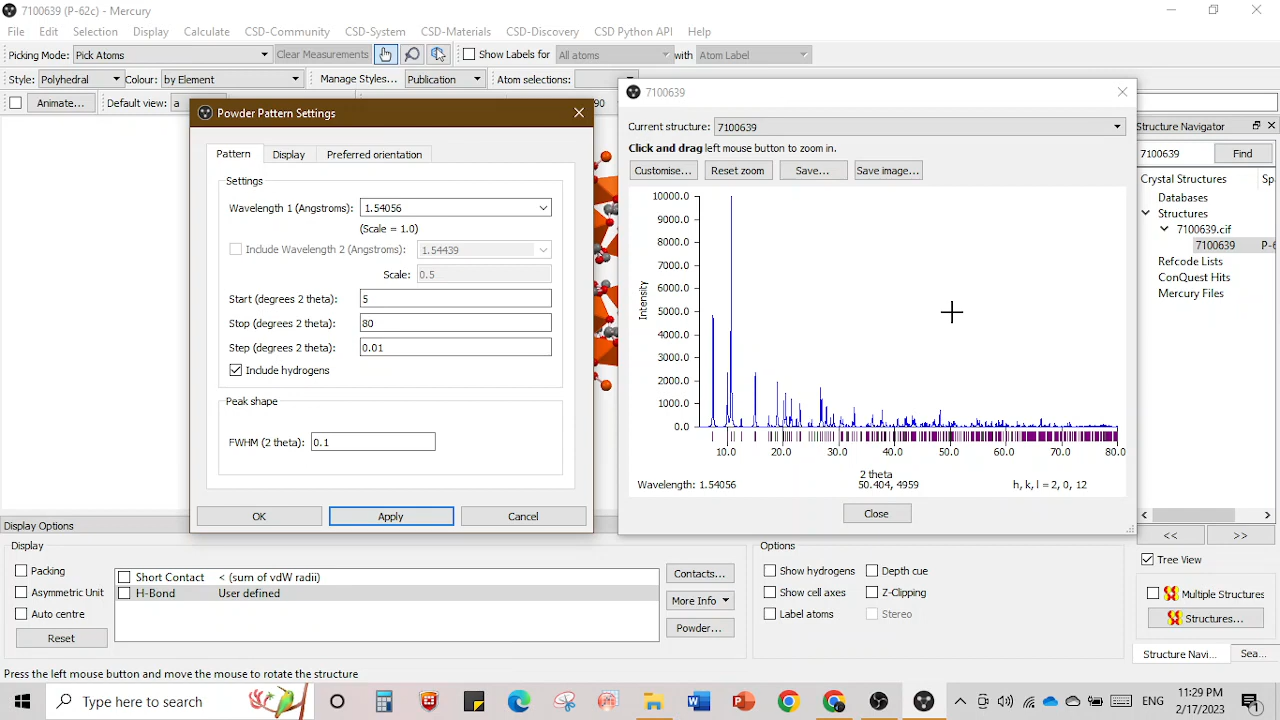 7100639 (P-62c) - Mercury
File Edit Selection Display Calculate CSD-Community CSD-System CSD-Materials CSD-Discovery CSD Python API Help
Picking Mode: Pick Atoms Clear Measurements Show Labels for All atoms with Atom Label
Style: Polyhedral Colour: by Element Manage Styles... Publication Atom selections:
Animate... Default view: a 90
Powder Pattern Settings
Pattern Display Preferred orientation
Settings
Wavelength 1 (Angstroms): 1.54056
(Scale = 1.0)
Include Wavelength 2 (Angstroms): 1.54439
Scale: 0.5
Start (degrees 2 theta): 5
Stop (degrees 2 theta): 80
Step (degrees 2 theta): 0.01
Include hydrogens
Peak shape
FWHM (2 theta): 0.1
OK Apply Cancel
7100639
Current structure: 7100639
Click and drag left mouse button to zoom in.
Customise... Reset zoom Save... Save image...
10000.0
9000.0
8000.0
7000.0
6000.0
5000.0
4000.0
3000.0
2000.0
1000.0
0.0
Intensity
10.0 20.0 30.0 40.0 50.0 60.0 70.0 80.0
2 theta
Wavelength: 1.54056 50.404, 4959 h, k, l = 2, 0, 12
Close
Structure Navigator
7100639 Find
Crystal Structures Sp
Databases
Structures
7100639.cif
7100639 P-6
Refcode Lists
ConQuest Hits
Mercury Files
<< >>
Tree View
Multiple Structures
Structures...
Structure Navi... Sea...
Display Options
Display
Packing
Asymmetric Unit
Auto centre
Reset
Short Contact < (sum of vdW radii)
H-Bond User defined
Contacts...
More Info
Powder...
Options
Show hydrogens Depth cue
Show cell axes Z-Clipping
Label atoms Stereo
Press the left mouse button and move the mouse to rotate the structure
Type here to search
ENG
11:29 PM
2/17/2023
1